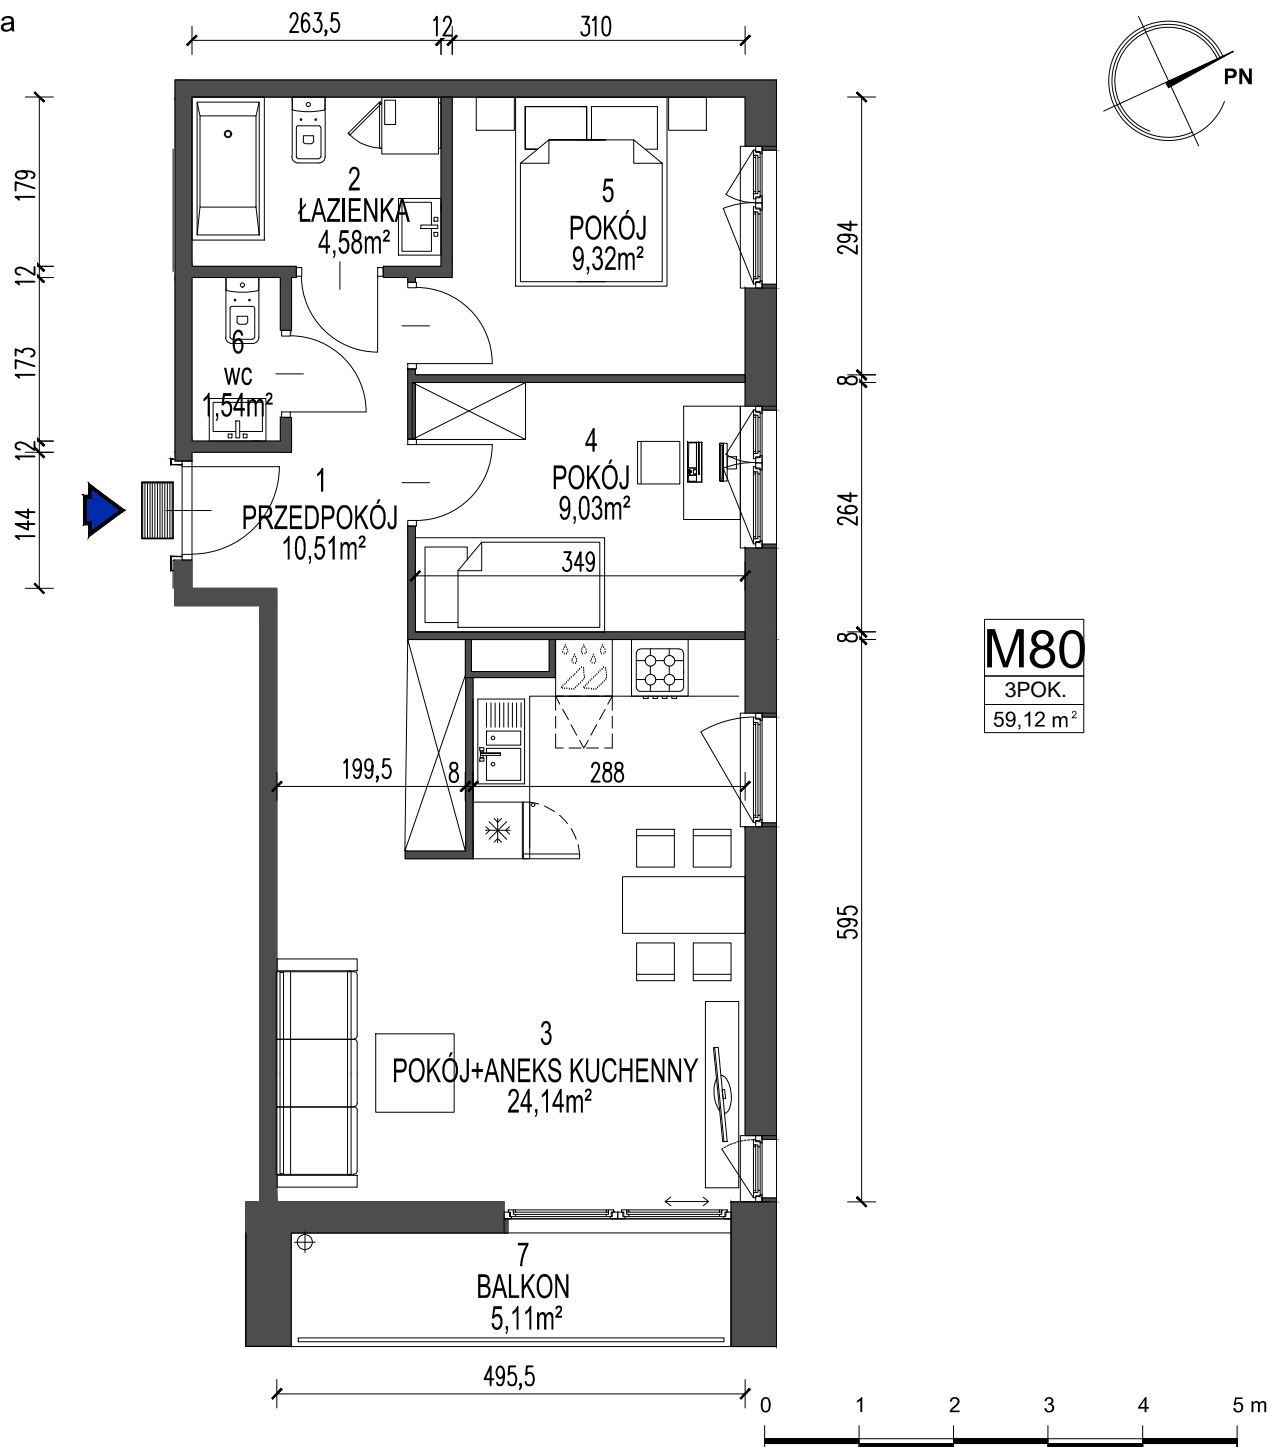 a
263,5
12
310
PN
179
12
173
12
144
2
ŁAZIENKA
4,58m²
5
POKÓJ
9,32m²
294
8
264
8
595
6
WC
1,54m²
4
POKÓJ
9,03m²
349
1
PRZEDPOKÓJ
10,51m²
M80
3POK.
59,12 m²
199,5
8
288
3
POKÓJ+ANEKS KUCHENNY
24,14m²
7
BALKON
5,11m²
495,5
0 1 2 3 4 5 m